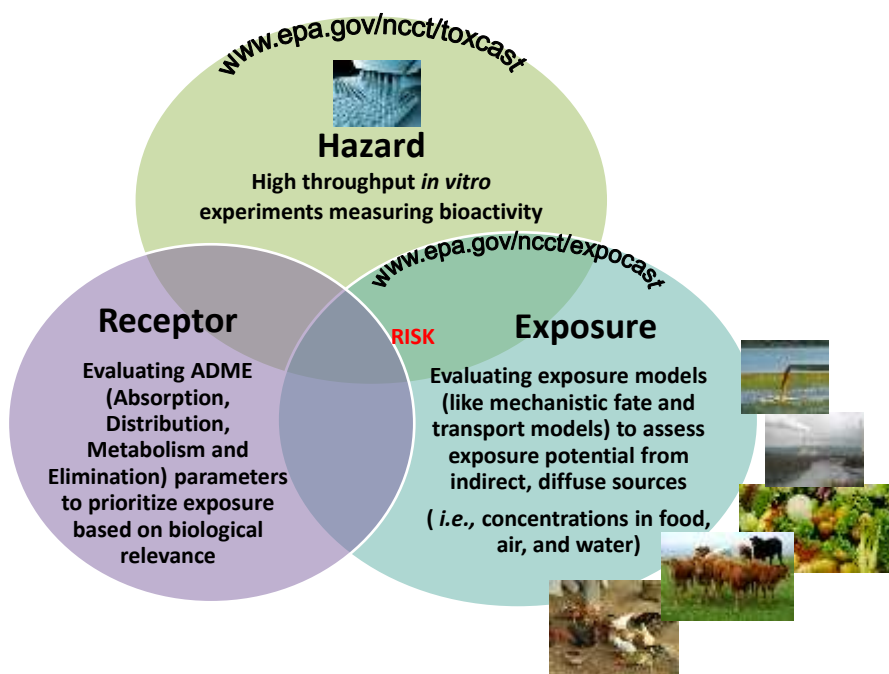 www.epa.gov/ncct/toxcast
Hazard
High throughput in vitro
experiments measuring bioactivity
www.epa.gov/ncct/expocast
Receptor
Evaluating ADME
(Absorption,
Distribution,
Metabolism and
Elimination) parameters
to prioritize exposure
based on biological
relevance
RISK
Exposure
Evaluating exposure models
(like mechanistic fate and
transport models) to assess
exposure potential from
indirect, diffuse sources
( i.e., concentrations in food,
air, and water)